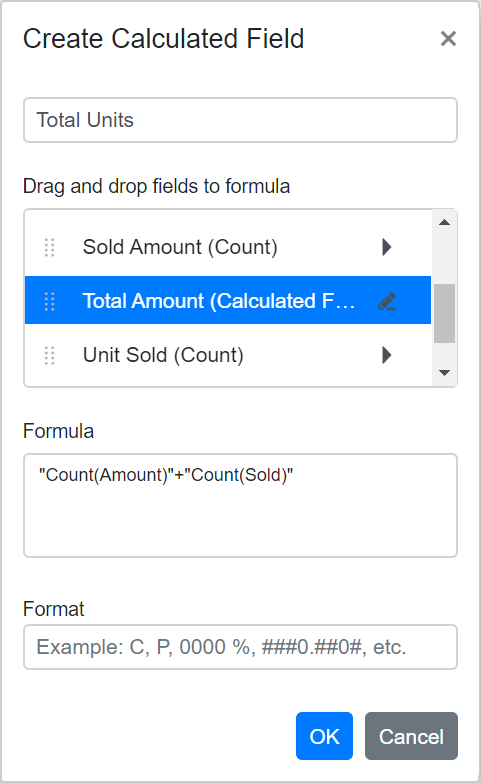 Create Calculated Field
×
Total Units
Drag and drop fields to formula
Sold Amount (Count)
Total Amount (Calculated F...
Unit Sold (Count)
Formula
"Count(Amount)"+"Count(Sold)"
Format
Example: C, P, 0000 %, ###0.##0#, etc.
OK Cancel